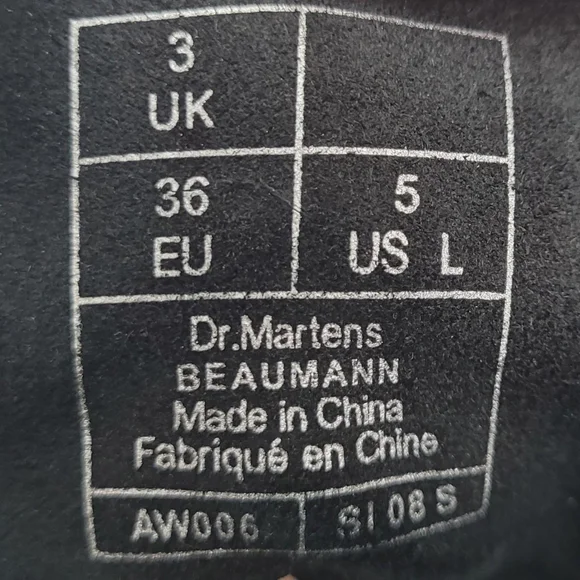 3
UK
36
EU
5
US L
Dr.Martens
BEAUMANN
Made in China
Fabriqué en Chine
AW006
SI 08 S